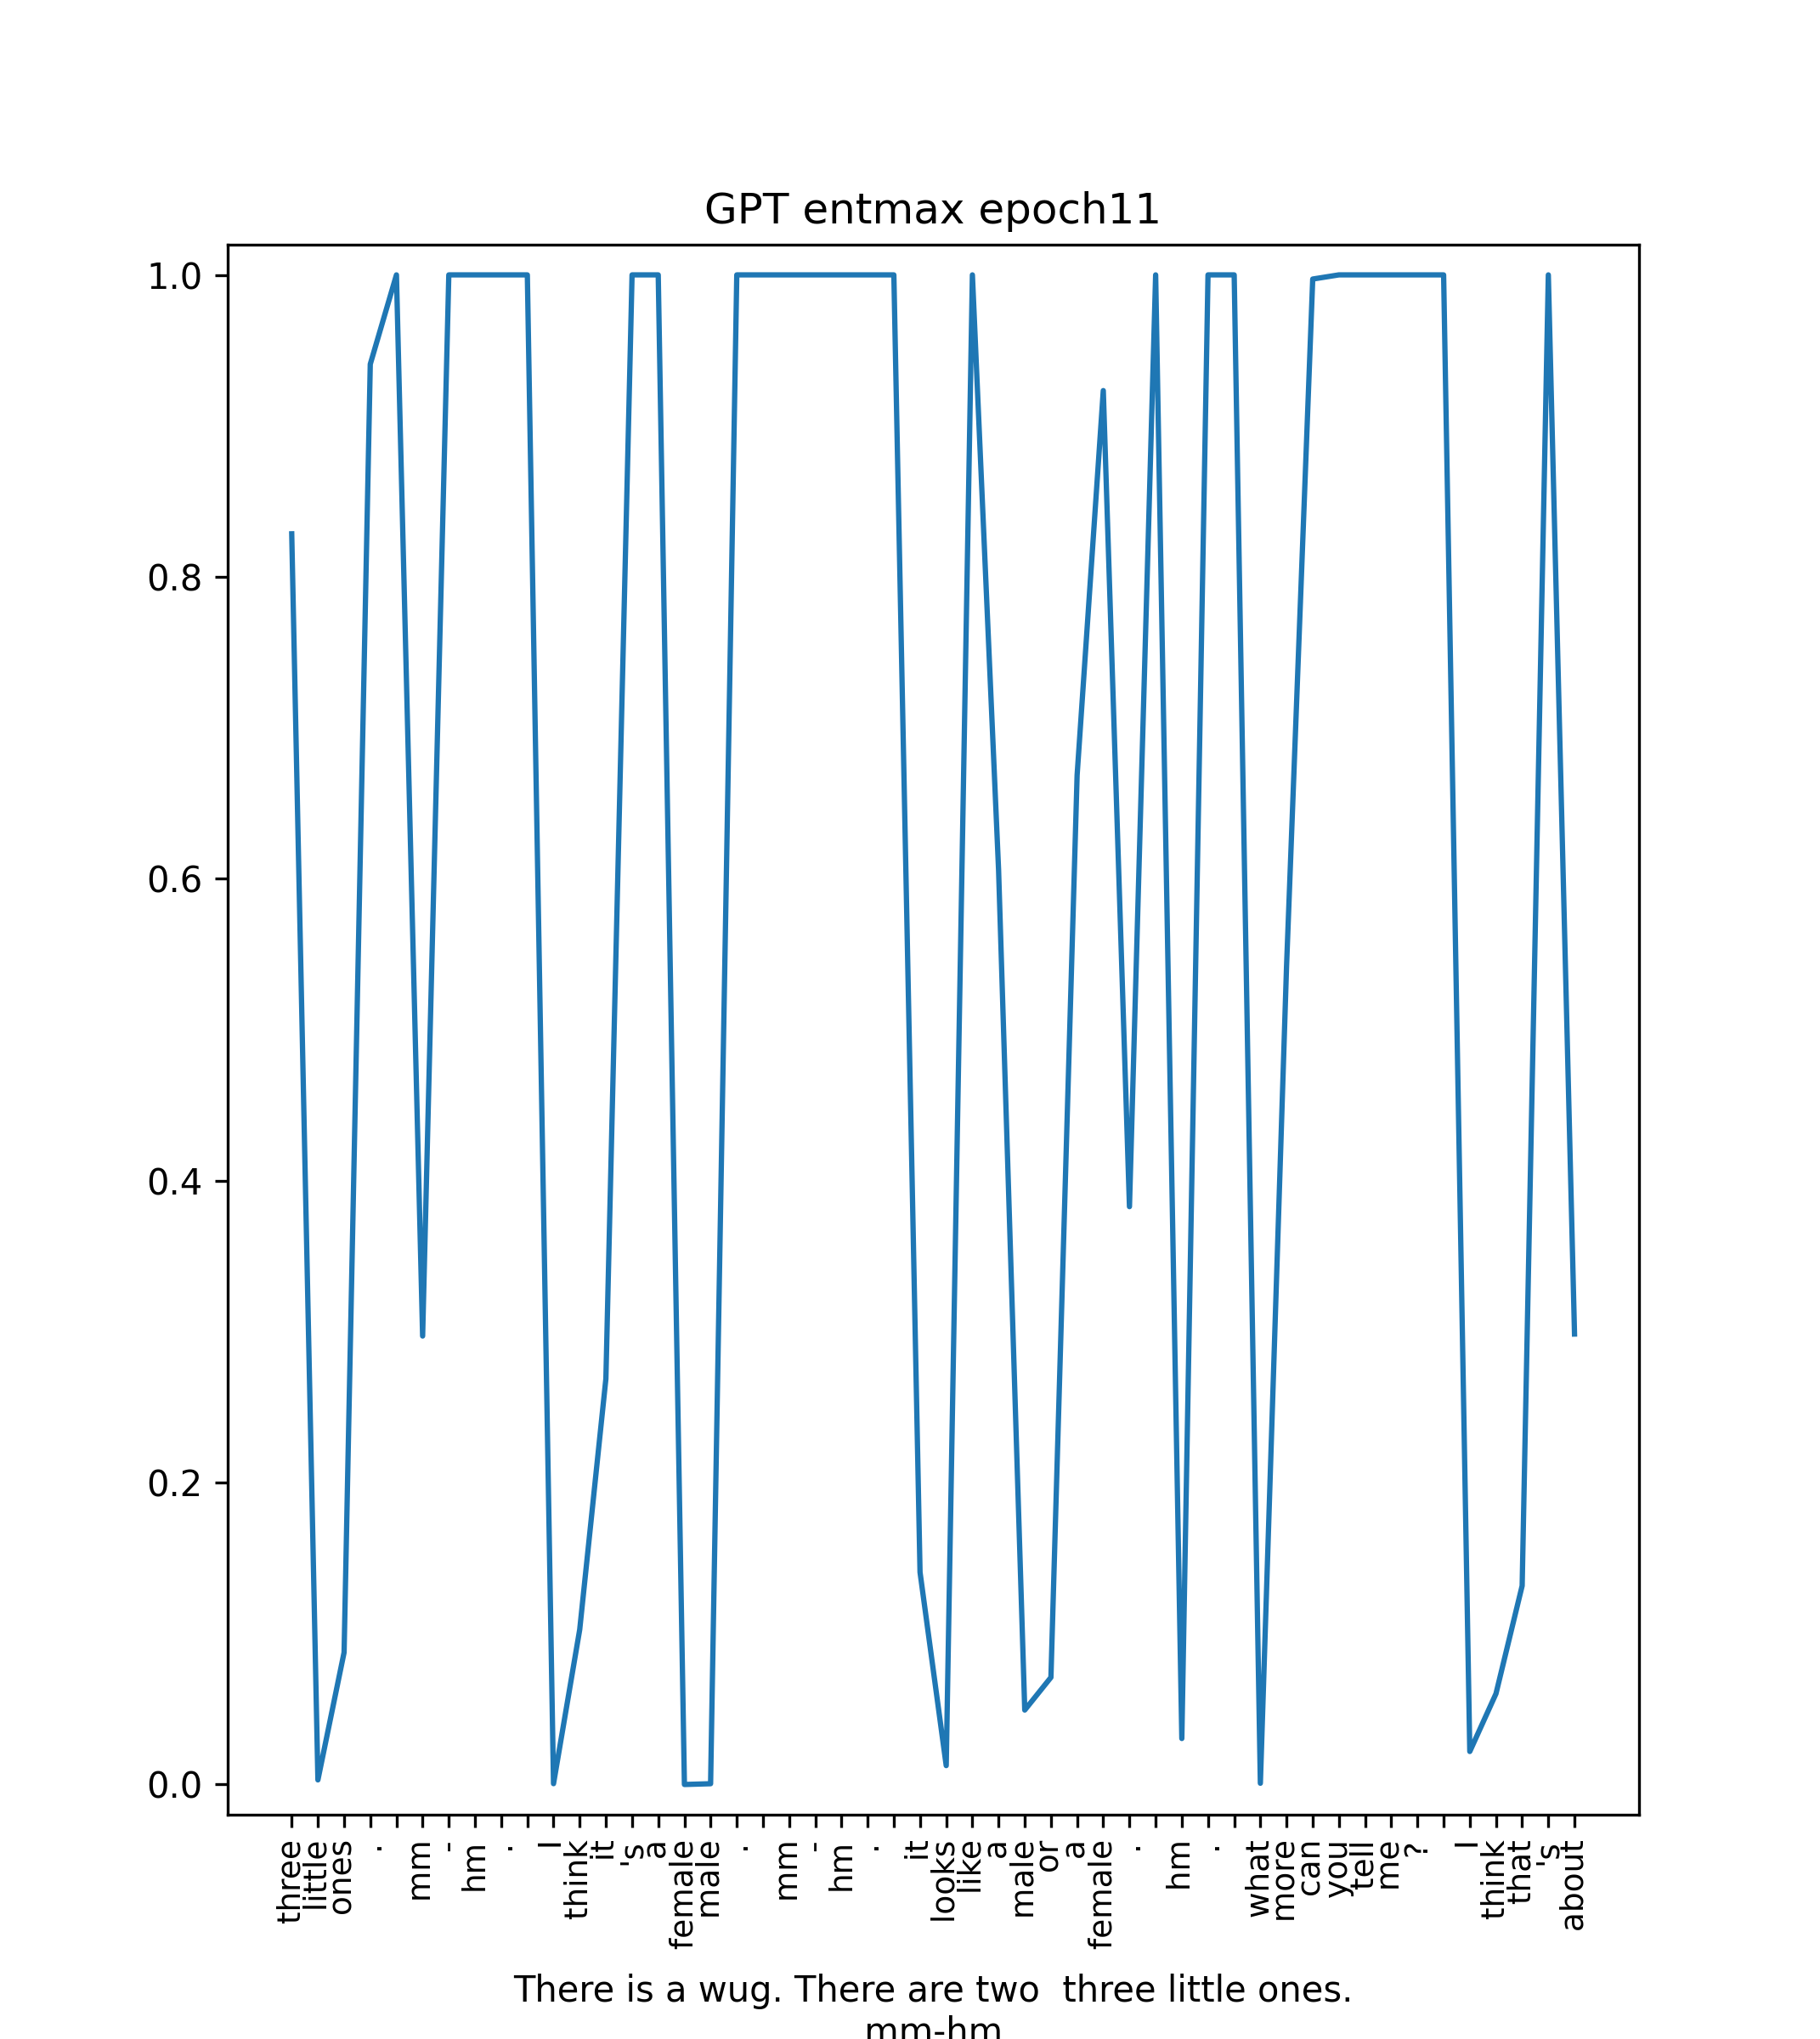 GPT entmax epoch11
1.0
0.8
0.6
0.4
0.2
0.0
three
little
ones
.
mm
-
hm
.
I
think
it
's
a
female
male
.
mm
-
hm
.
it
looks
like
a
male
or
a
female
.
hm
.
what
more
can
you
tell
me
?
I
think
that
's
about
There is a wug. There are two  three little ones.
mm-hm